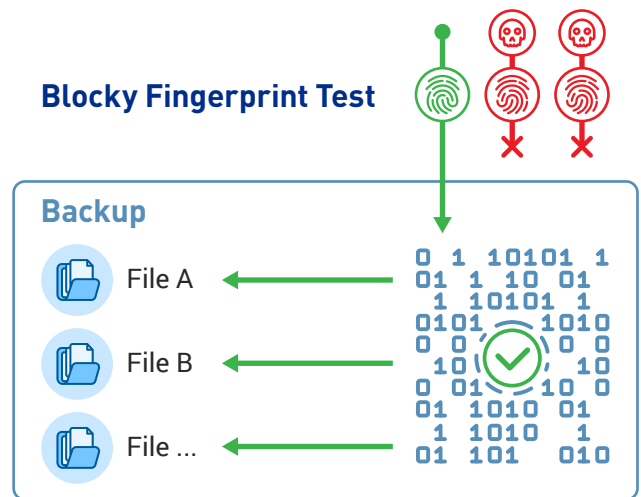 Blocky Fingerprint Test
Backup
File A
File B
File ...
0 1 10101 1
01 1 1 10 01
1 10101 1
0101 1010
0 0 0 0
10 10
0 01 10 0
01 1010 01
1 1010 1
01 101 010